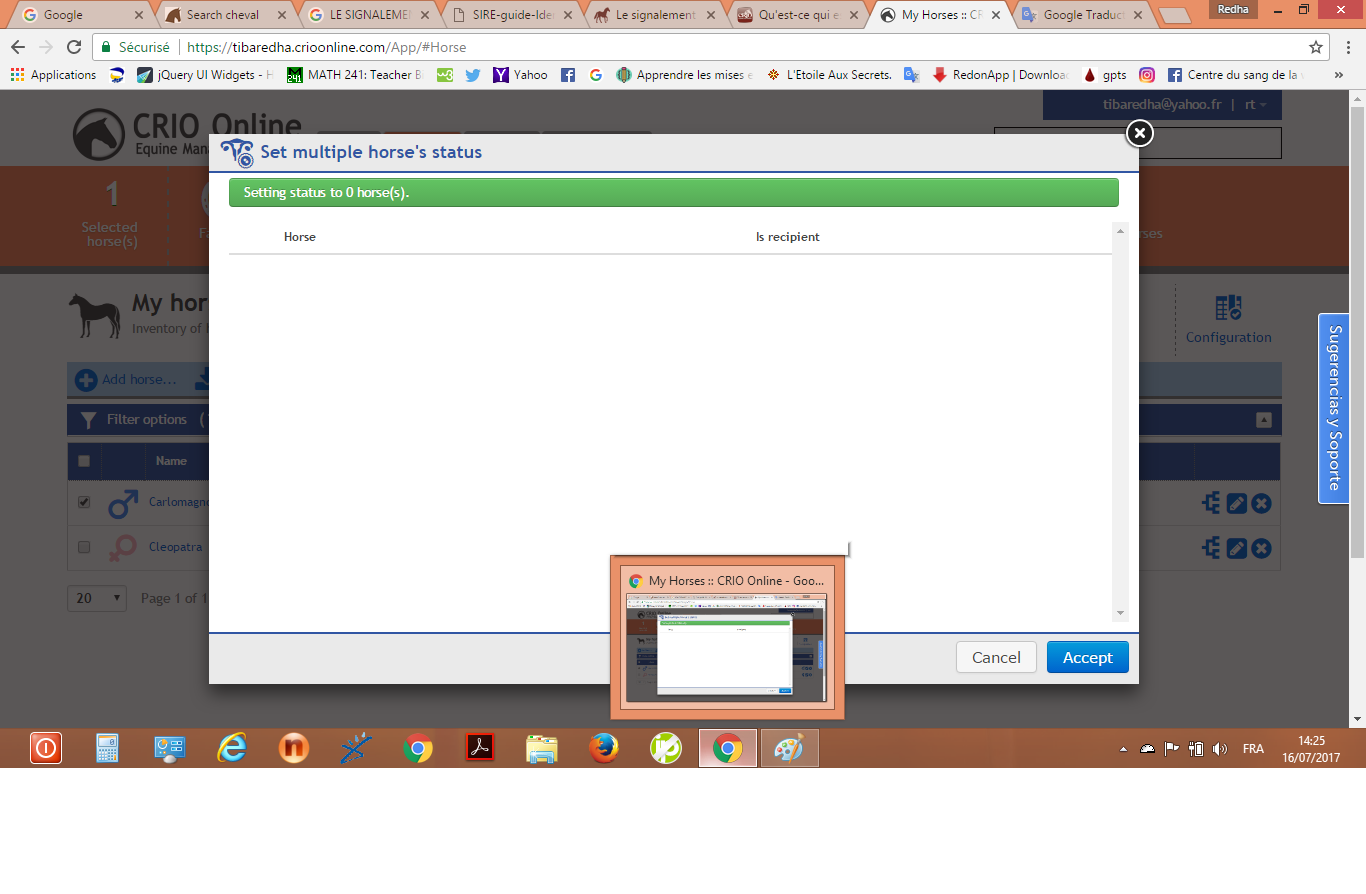 Google
Search cheval
LE SIGNALEMEN
SIRE-guide-Ide
Le signalement
Qu'est-ce qui e
My Horses :: CR
Google Traduct
Redha
Sécurisé
https://tibaredha.crioonline.com/App/#Horse
Applications
jQuery UI Widgets - H
MATH 241: Teacher B
Yahoo
Apprendre les mises e
L'Etoile Aux Secrets.
RedonApp | Downloa
gpts
Centre du sang de la
»
CRIO Online
Equine Mana
tibaredha@yahoo.fr | rt
Set multiple horse's status
Setting status to 0 horse(s).
Horse
Is recipient
1
Selected
horse(s)
Fa
rses
My hor
Inventory of h
Configuration
Add horse...
Filter options (
Name
Carlomagno
Cleopatra
20
Page 1 of 1
Sugerencias y Soporte
My Horses :: CRIO Online - Goo...
Cancel
Accept
FRA
14:25
16/07/2017